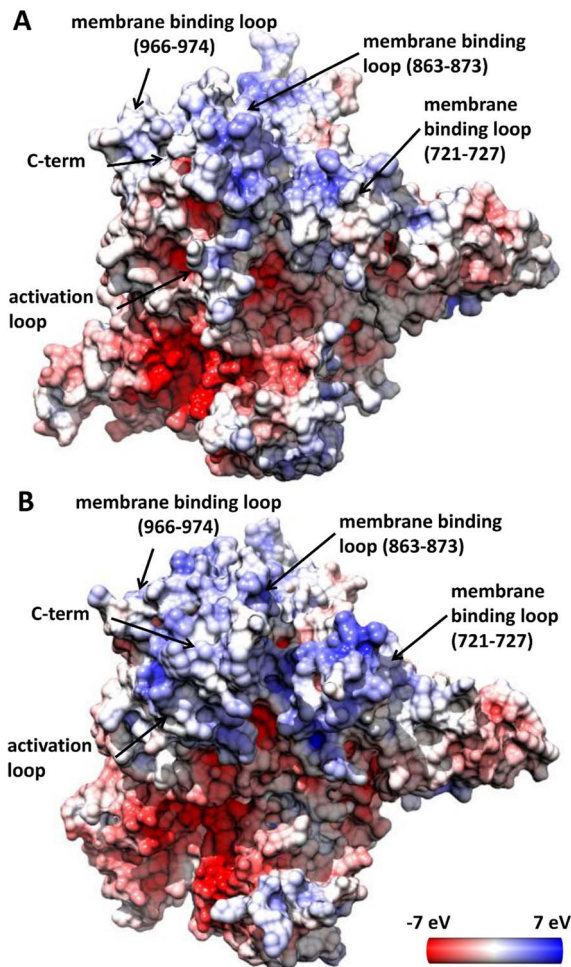 A
membrane binding loop
(966-974)
membrane binding
loop (863-873)
membrane
binding loop
(721-727)
C-term
activation
loop
B
membrane binding loop
(966-974)
membrane binding
loop (863-873)
membrane
binding loop
(721-727)
C-term
activation
loop
-7 eV
7 eV